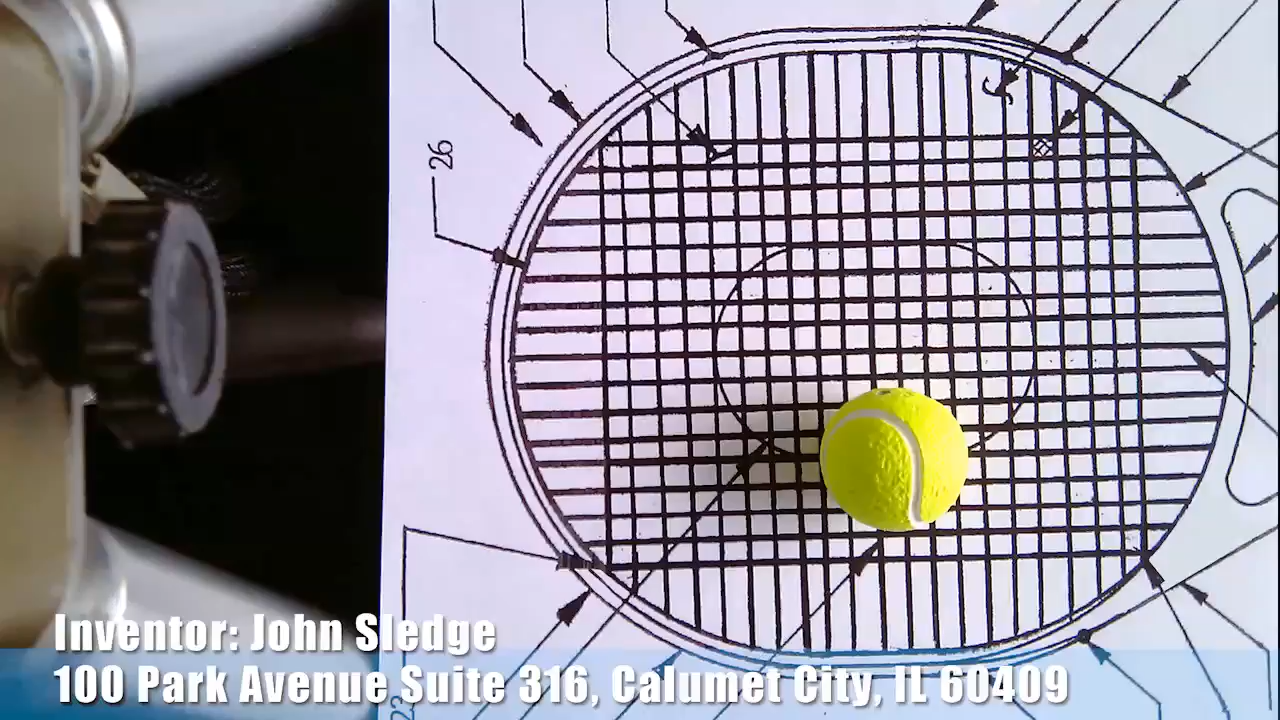 26
Inventor: John Sledge
100 Park Avenue Suite 316, Calumet City, IL 60409